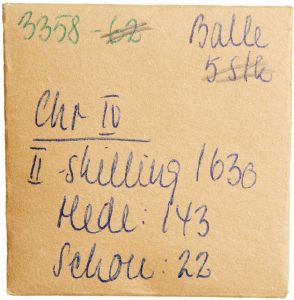 3358-62 Balle
5 stk
Chr IV
II skilling 1630
Hede: 143
Schou: 22